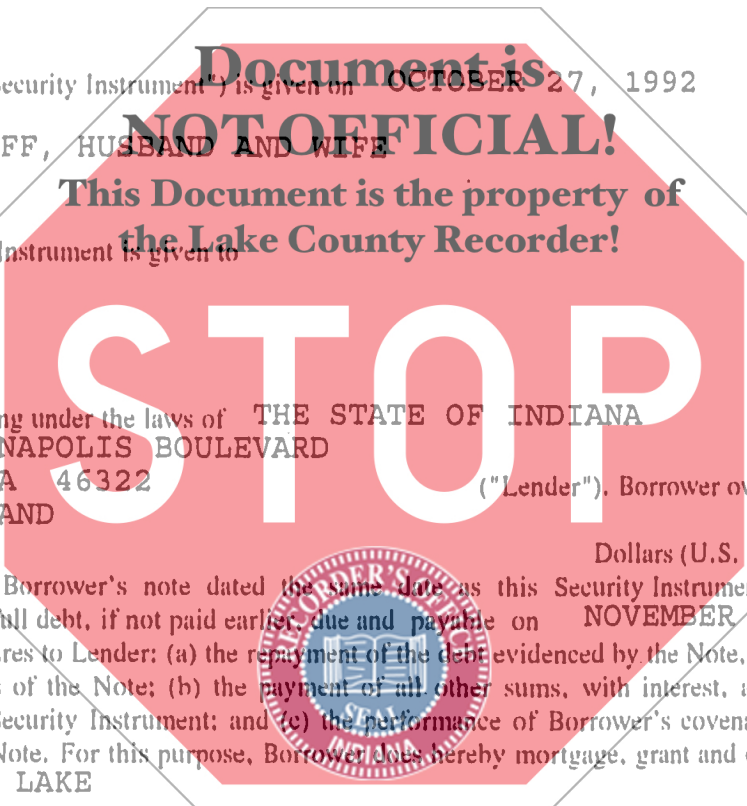 Document is
ecurity Instrument") is given on OCTOBER 27, 1992
NOT OFFICIAL!
FF, HUSBAND AND WIFE
This Document is the property of
the Lake County Recorder!
Instrument is given to
STOP
ng under the laws of THE STATE OF INDIANA
NAPOLIS BOULEVARD
A 46322
("Lender"). Borrower ow
AND
Dollars (U.S.
Borrower's note dated the same date as this Security Instrume
ull debt, if not paid earlier, due and payable on NOVEMBER
res to Lender: (a) the repayment of the debt evidenced by the Note,
s of the Note; (b) the payment of all other sums, with interest, a
Security Instrument; and (c) the performance of Borrower's covena
Note. For this purpose, Borrower does hereby mortgage, grant and c
LAKE
SEAL
INDIANA